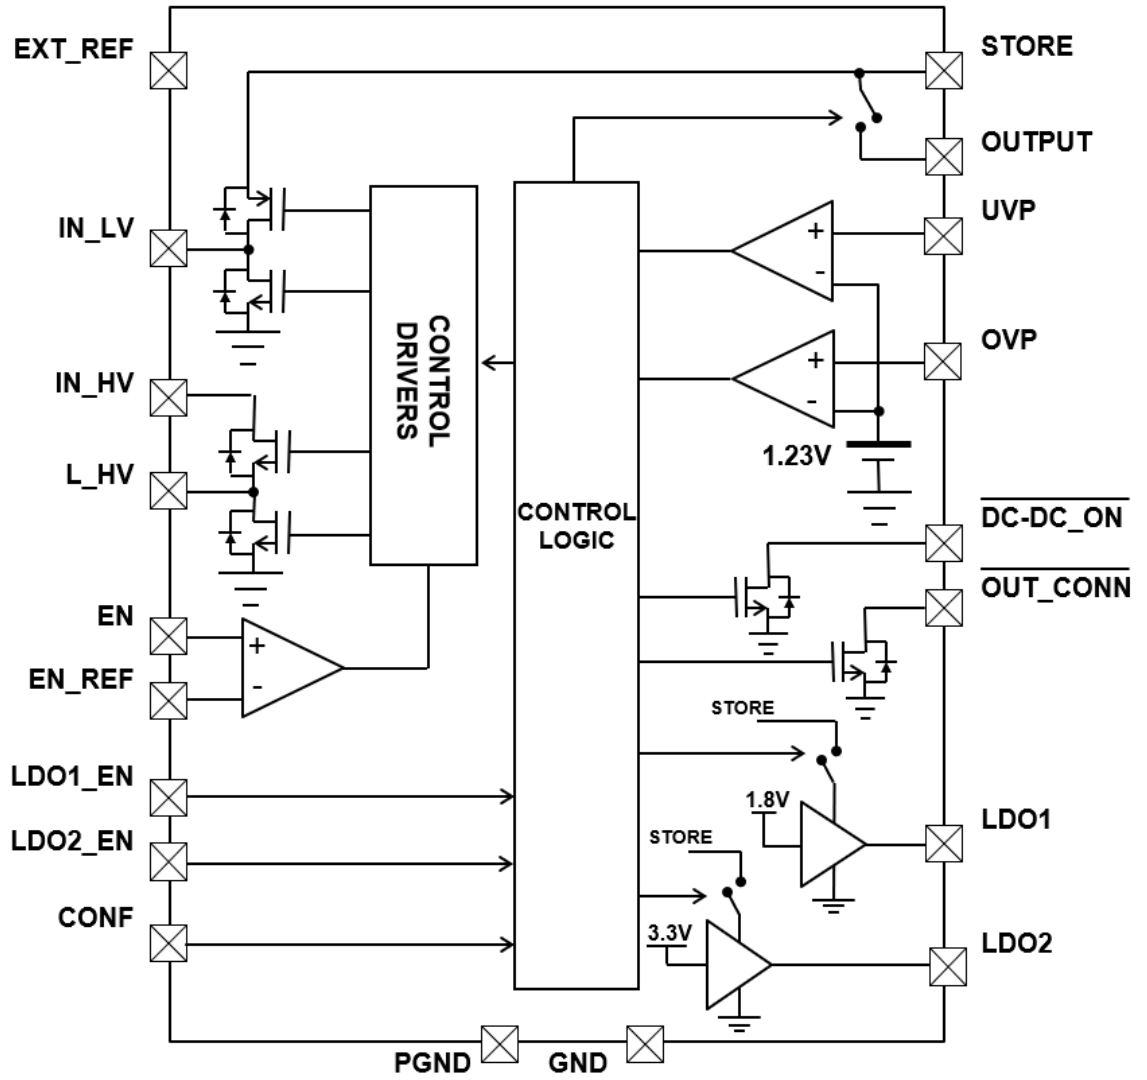 EXT_REF
STORE
OUTPUT
UVP
IN_LV
+
-
OVP
CONTROL
DRIVERS
+
-
IN_HV
1.23V
L_HV
CONTROL
LOGIC
DC-DC_ON
OUT_CONN
EN
+
-
EN_REF
STORE
LDO1_EN
1.8V
LDO1
LDO2_EN
STORE
CONF
3.3V
LDO2
PGND
GND